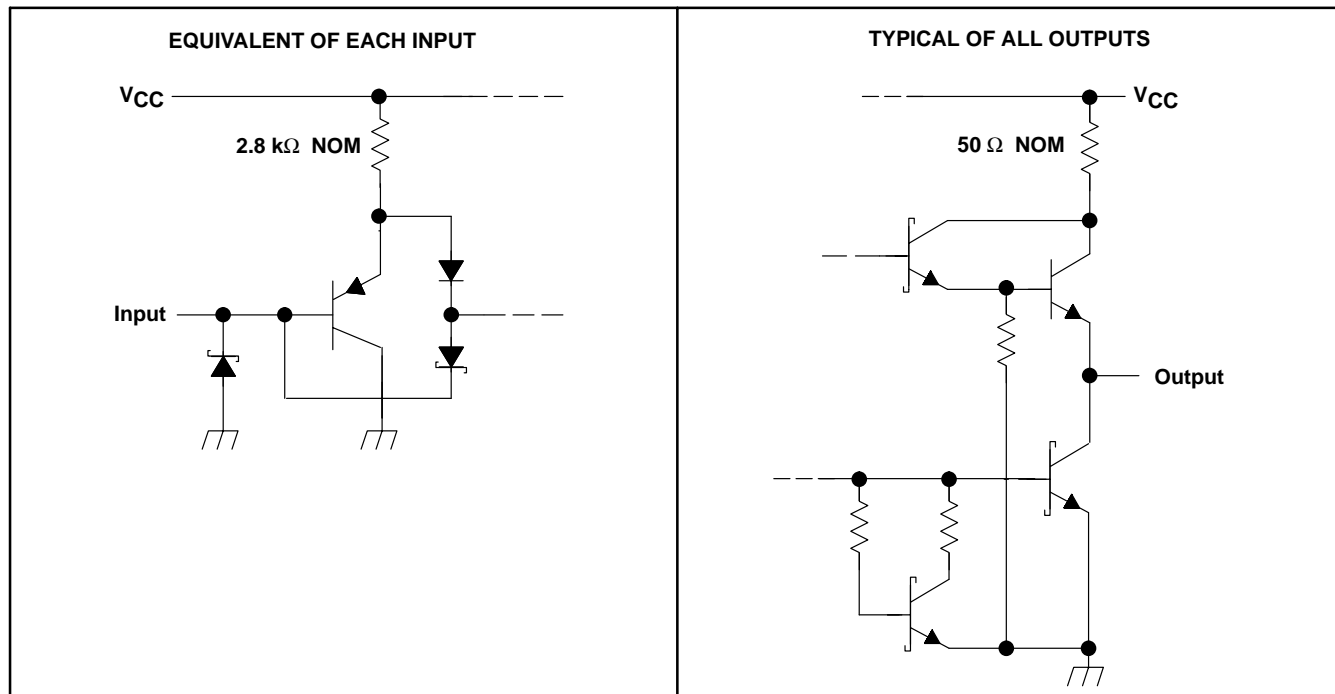 EQUIVALENT OF EACH INPUT
VCC
2.8 kΩ NOM
Input
TYPICAL OF ALL OUTPUTS
VCC
50 Ω NOM
Output